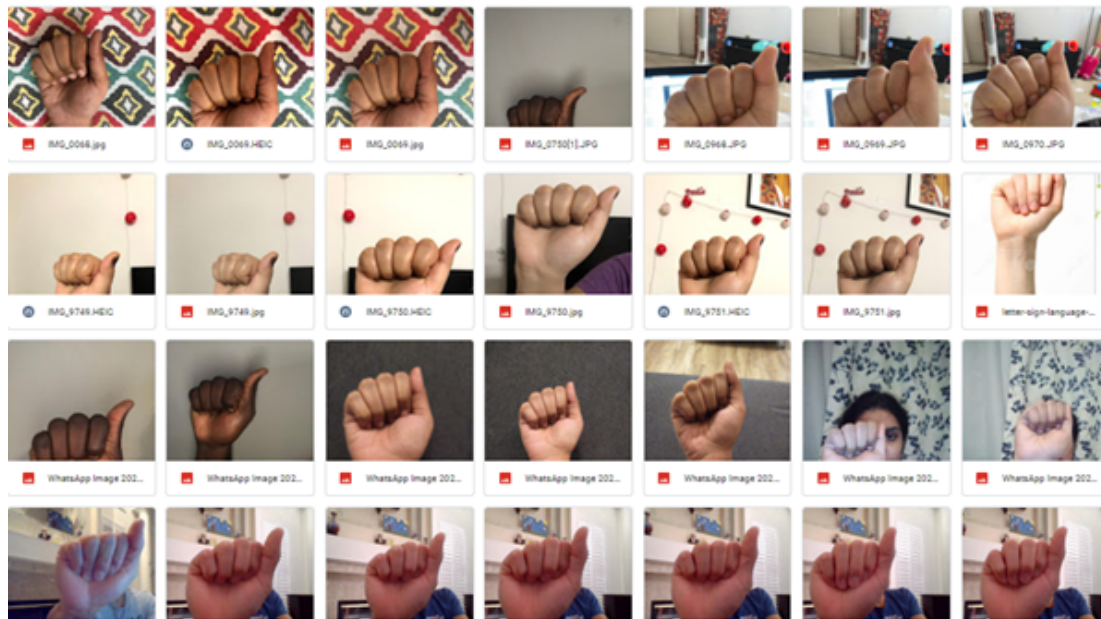 IMG_0068.jpg
IMG_0069.HEIC
IMG_0069.jpg
IMG_0750[1].JPG
IMG_0968.JPG
IMG_0969.JPG
IMG_0970.JPG
IMG_9749.HEIC
IMG_9749.jpg
IMG_9750.HEIC
IMG_9750.jpg
IMG_9751.HEIC
IMG_9751.jpg
letter-sign-language-...
WhatsApp Image 202...
WhatsApp Image 202...
WhatsApp Image 202...
WhatsApp Image 202...
WhatsApp Image 202...
WhatsApp Image 202...
WhatsApp Image 202...